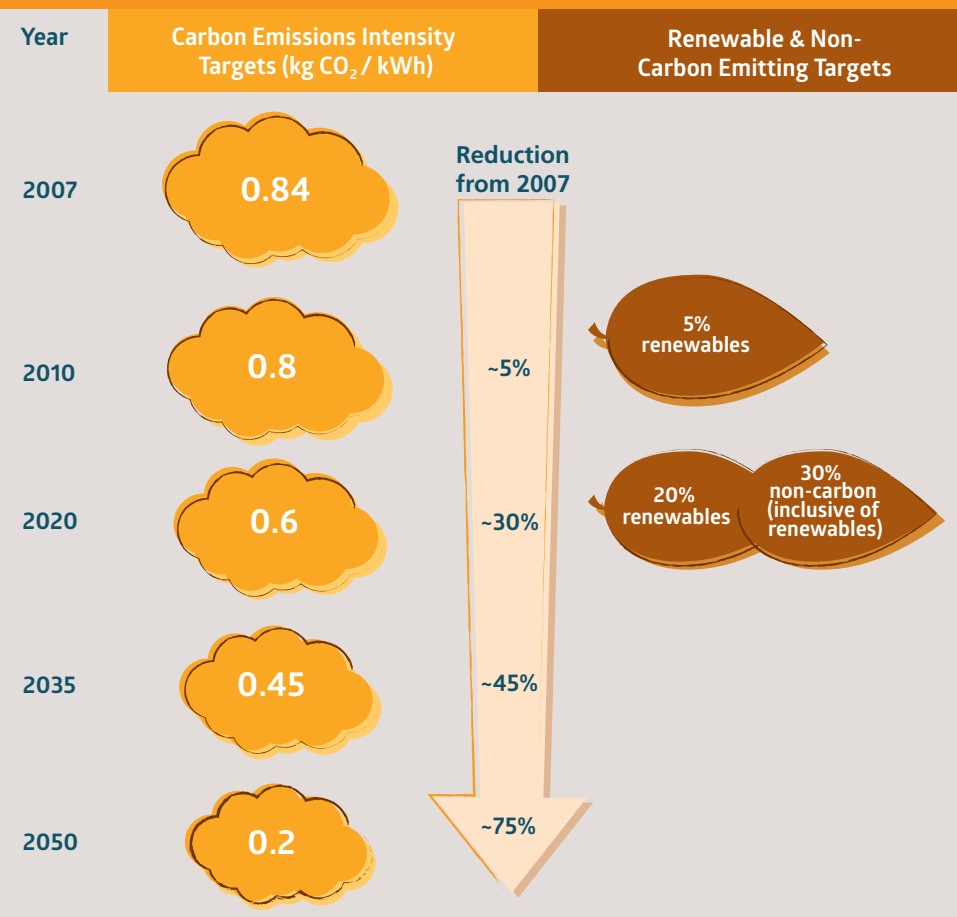 Year
Carbon Emissions Intensity
Targets (kg CO₂ / kWh)
Renewable & Non-
Carbon Emitting Targets
Reduction
from 2007
2007
0.84
2010
0.8
~5%
5%
renewables
2020
0.6
~30%
20%
renewables
30%
non-carbon
(inclusive of
renewables)
2035
0.45
~45%
2050
0.2
~75%